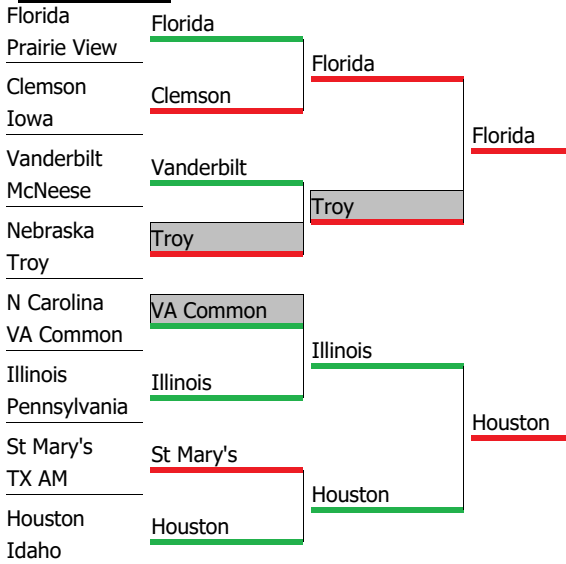 Florida
Prairie View
Clemson
Iowa
Vanderbilt
McNeese
Nebraska
Troy
N Carolina
VA Common
Illinois
Pennsylvania
St Mary's
TX AM
Houston
Idaho
Florida
Clemson
Vanderbilt
Troy
VA Common
Illinois
St Mary's
Houston
Florida
Troy
Illinois
Houston
Florida
Houston